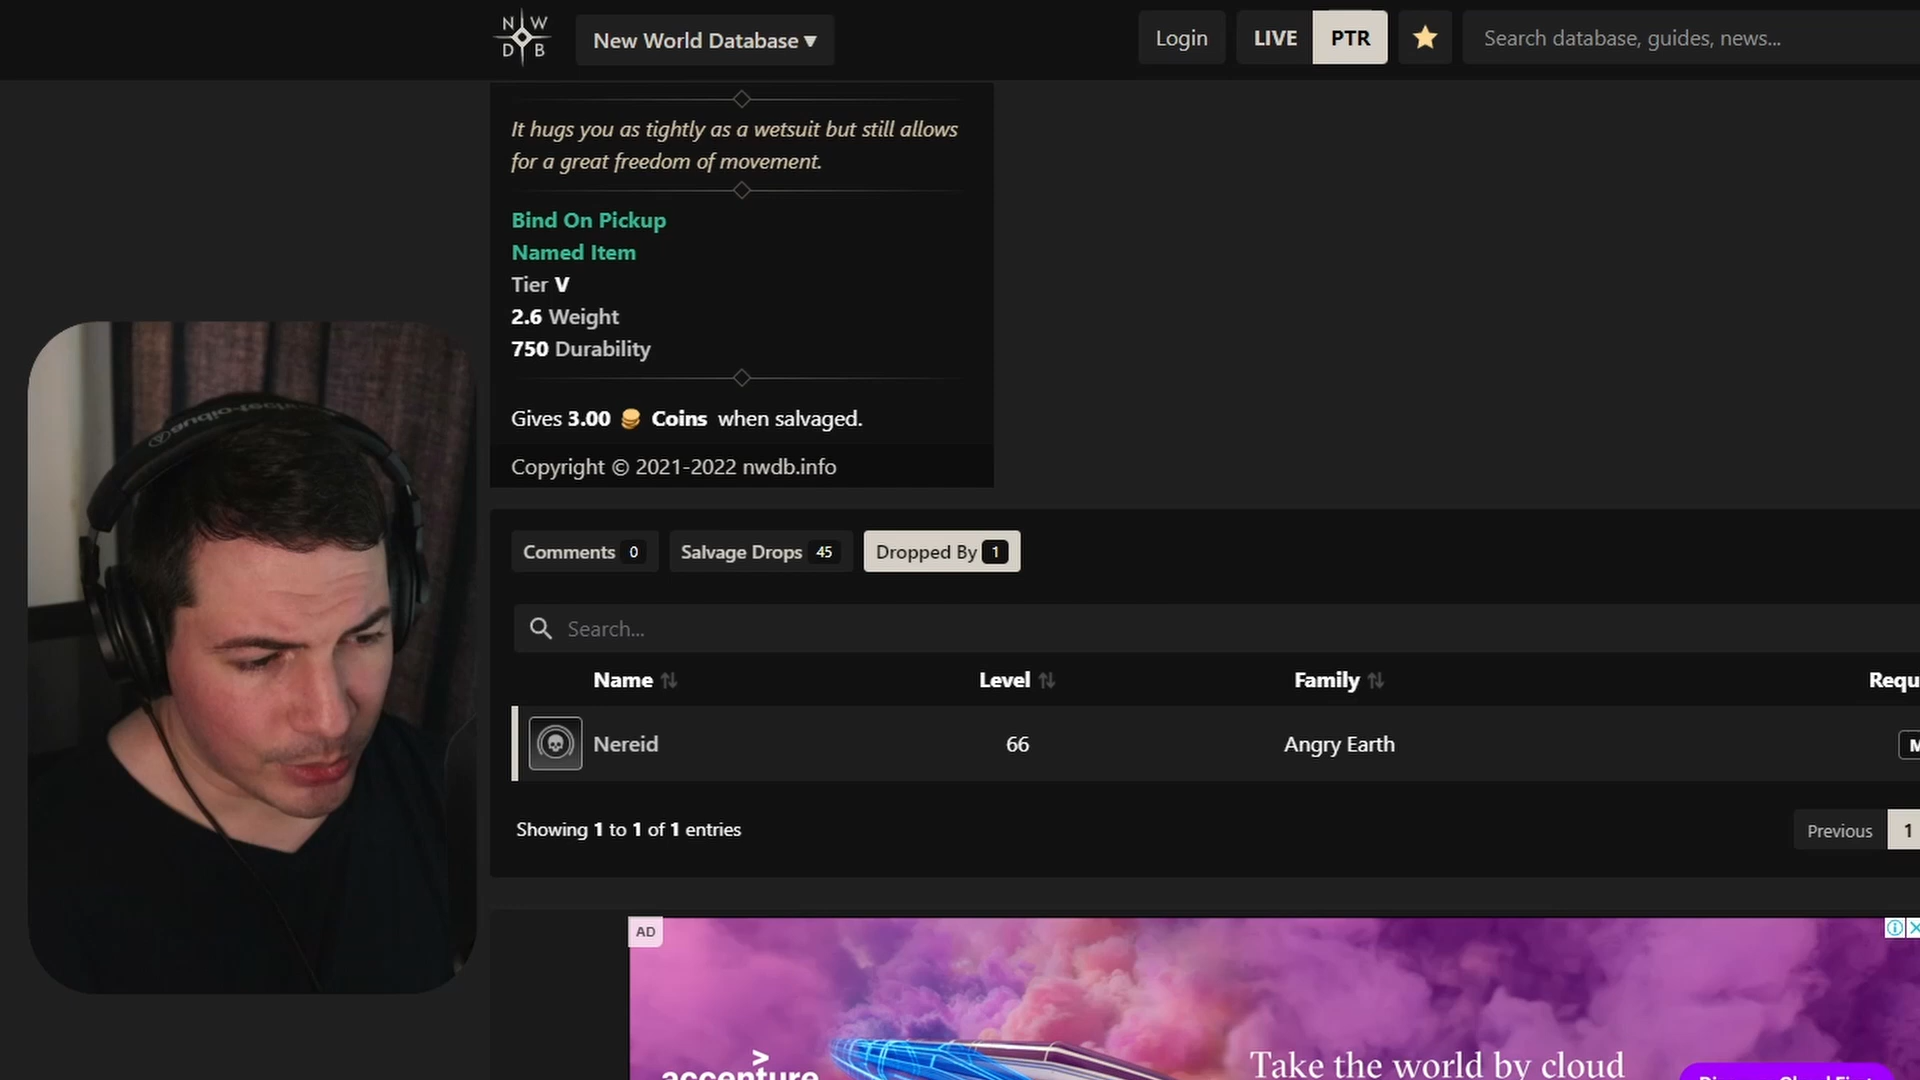 N W
D B
New World Database ▼
Login
LIVE
PTR
Search database, guides, news...
It hugs you as tightly as a wetsuit but still allows
for a great freedom of movement.
Bind On Pickup
Named Item
Tier V
2.6 Weight
750 Durability
Gives 3.00 Coins when salvaged.
Copyright © 2021-2022 nwdb.info
audio-technica
Comments 0
Salvage Drops 45
Dropped By 1
Search...
Name
Level
Family
Requ
Nereid
66
Angry Earth
M
Showing 1 to 1 of 1 entries
Previous
1
AD
accenture
Take the world by cloud